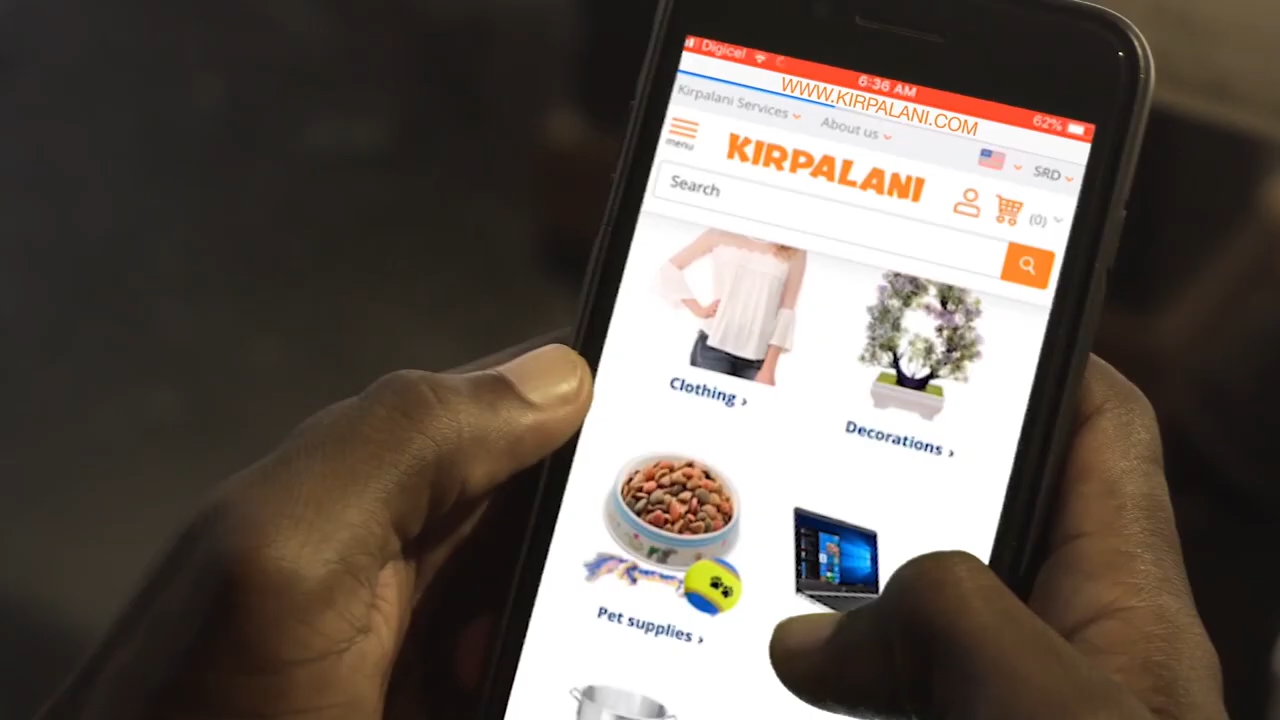 Digicel
6:36 AM
62%
WWW.KIRPALANI.COM
Kirpalani Services
About us
SRD
menu
KIRPALANI
(0)
Search
Clothing ›
Decorations ›
Pet supplies ›